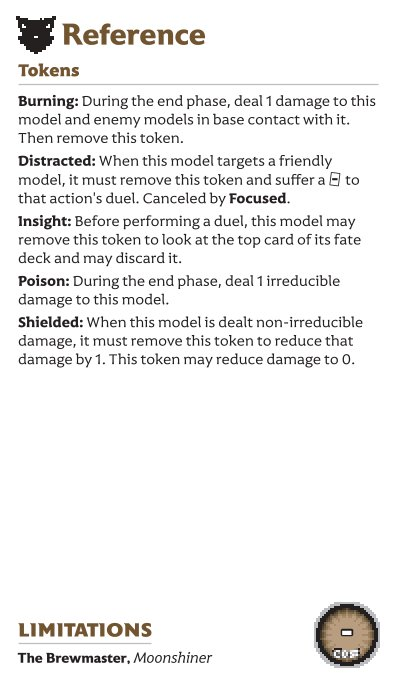 Reference
Tokens
Burning: During the end phase, deal 1 damage to this
model and enemy models in base contact with it.
Then remove this token.
Distracted: When this model targets a friendly
model, it must remove this token and suffer a to
that action's duel. Canceled by Focused.
Insight: Before performing a duel, this model may
remove this token to look at the top card of its fate
deck and may discard it.
Poison: During the end phase, deal 1 irreducible
damage to this model.
Shielded: When this model is dealt non-irreducible
damage, it must remove this token to reduce that
damage by 1. This token may reduce damage to 0.
LIMITATIONS
The Brewmaster, Moonshiner